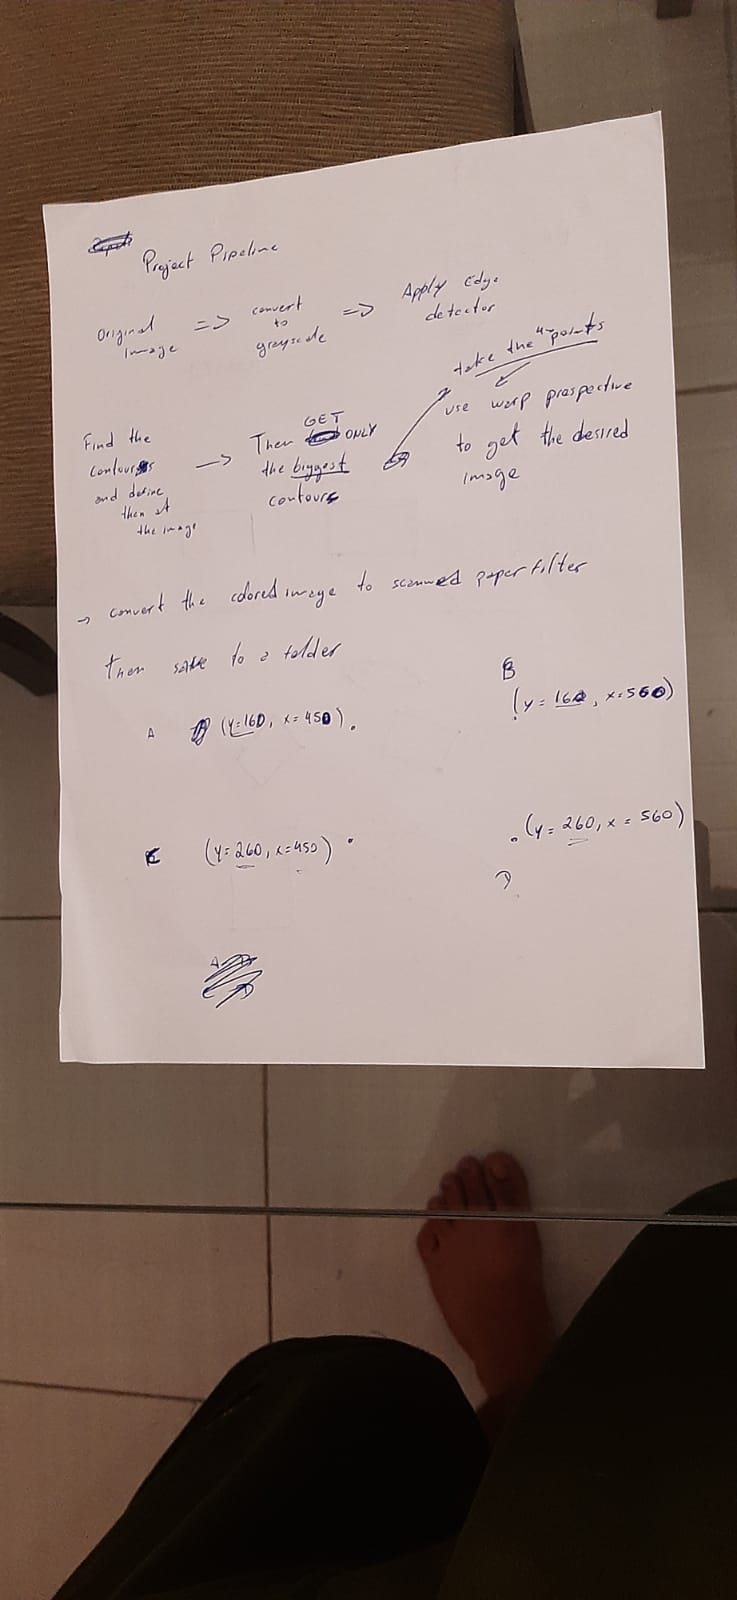 Project Pipeline
Original
image
=>
convert
to
grayscale
=>
Apply Edge
detector
Find the
contours
and define
then at
the image
->
GET
Then ONLY
the biggest
contours
take the 4-points
use warp prespective
to get the desired
image
-> convert the colored image to scanned paper filter
Then save to a folder
A (y=160, x=450).
B
(y=160, x=560)
C (y=260, x=450) .
.(y=260, x=560)
D